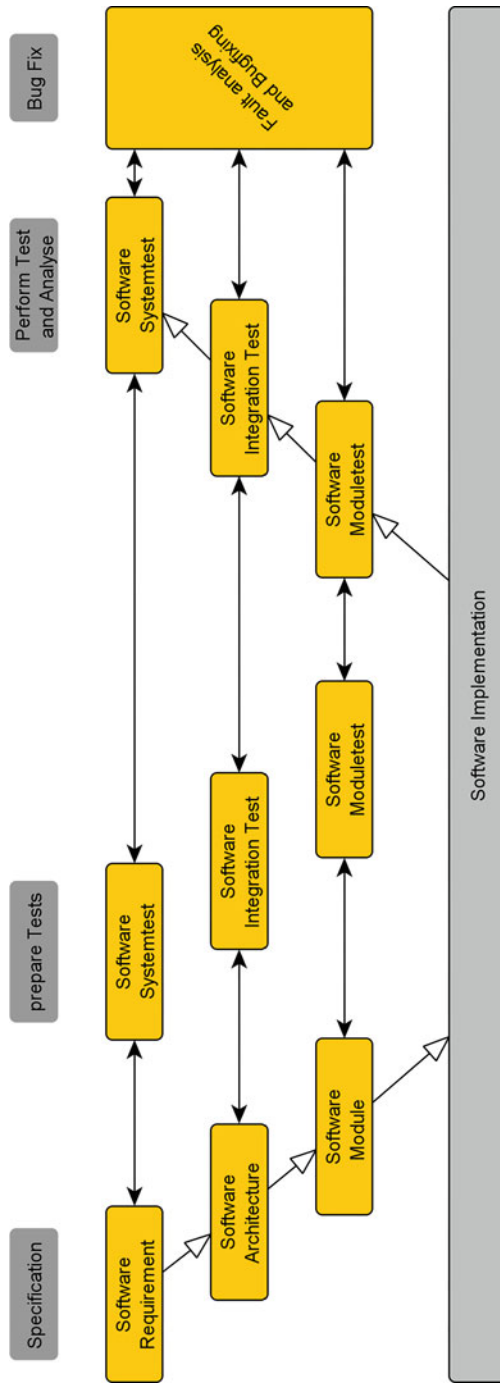 Specification
prepare Tests
Perform Test
and Analyse
Bug Fix
Software
Requirement
Software
Systemtest
Software
Systemtest
Fault analysis
and Bugfixing
Software
Architecture
Software
Integration Test
Software
Integration Test
Software
Module
Software
Moduletest
Software
Moduletest
Software Implementation